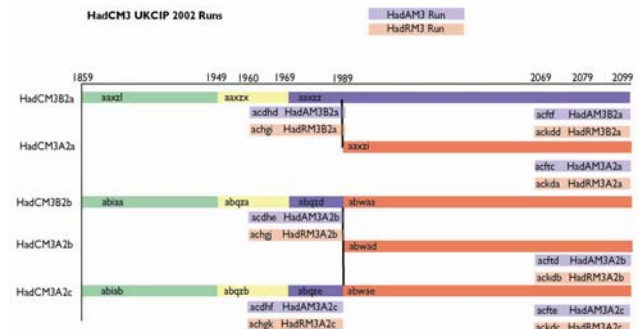 HadCM3 UKCIP 2002 Runs
HadAM3 Run
HadRM3 Run
1859 1949 1960 1969 1989 2069 2079 2099
HadCM3B2a aaxzl aaxzx aaxzz
acdhd HadAM3B2a acftf HadAM3B2a
achgi HadRM3B2a ackdd HadRM3B2a
HadCM3A2a aaxzi
acftc HadAM3A2a
ackda HadRM3A2a
HadCM3B2b abiaa abqza abqzd abwaa
acdhe HadAM3A2b
achgj HadRM3A2b
HadCM3A2b abwad
acftd HadAM3A2b
ackdb HadRM3A2b
HadCM3A2c abiab abqzb abqze abwae
acdhf HadAM3A2c acfte HadAM3A2c
achgk HadRM3A2c ackdc HadRM3A2c